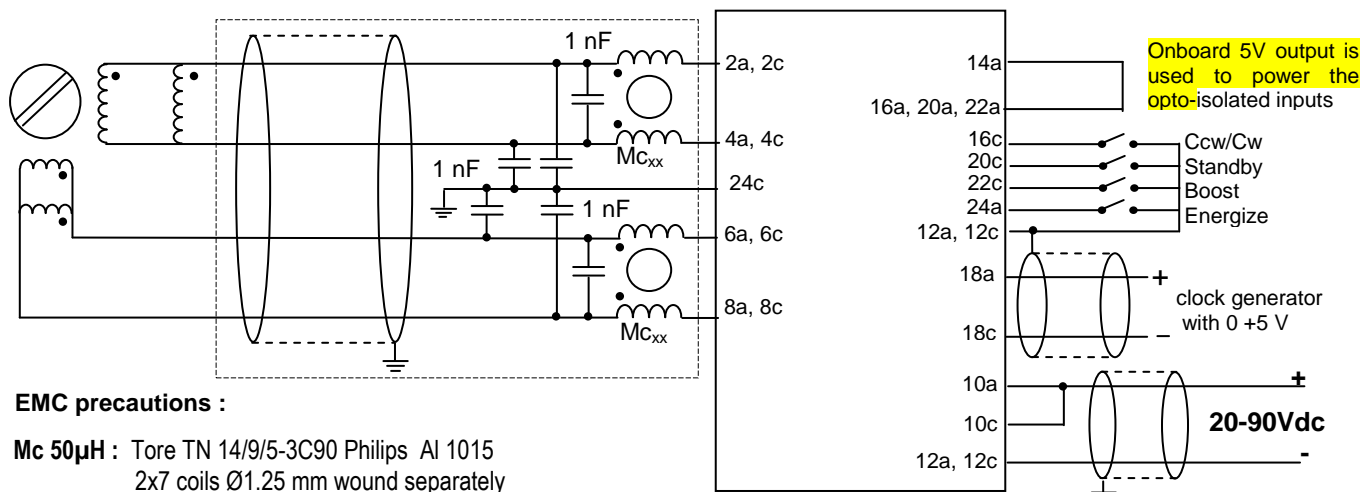 1 nF
2a, 2c
4a, 4c
Mcxx
1 nF
24c
1 nF
6a, 6c
8a, 8c
Mcxx
14a
16a, 20a, 22a
16c
20c
22c
24a
12a, 12c
18a
18c
10a
10c
12a, 12c
Onboard 5V output is
used to power the
opto-isolated inputs
Ccw/Cw
Standby
Boost
Energize
+
clock generator
with 0 +5 V
−
+
20-90Vdc
-
EMC precautions :
Mc 50µH : Tore TN 14/9/5-3C90 Philips Al 1015
2x7 coils Ø1.25 mm wound separately